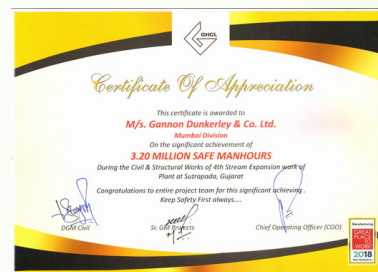 GHCL
Certificate Of Appreciation
This certificate is awarded to
M/s. Gannon Dunkerley & Co. Ltd.
Mumbai Division
On the significant achievement of
3.20 MILLION SAFE MANHOURS
During the Civil & Structural Works of 4th Stream Expansion work of
Plant at Sutrapada, Gujarat
Congratulations to entire project team for this significant achieving.
Keep Safety First always....
DGM Civil Sr. GM Projects Chief Operating Officer (COO)
GREAT
PLACE
TO
WORK
2018